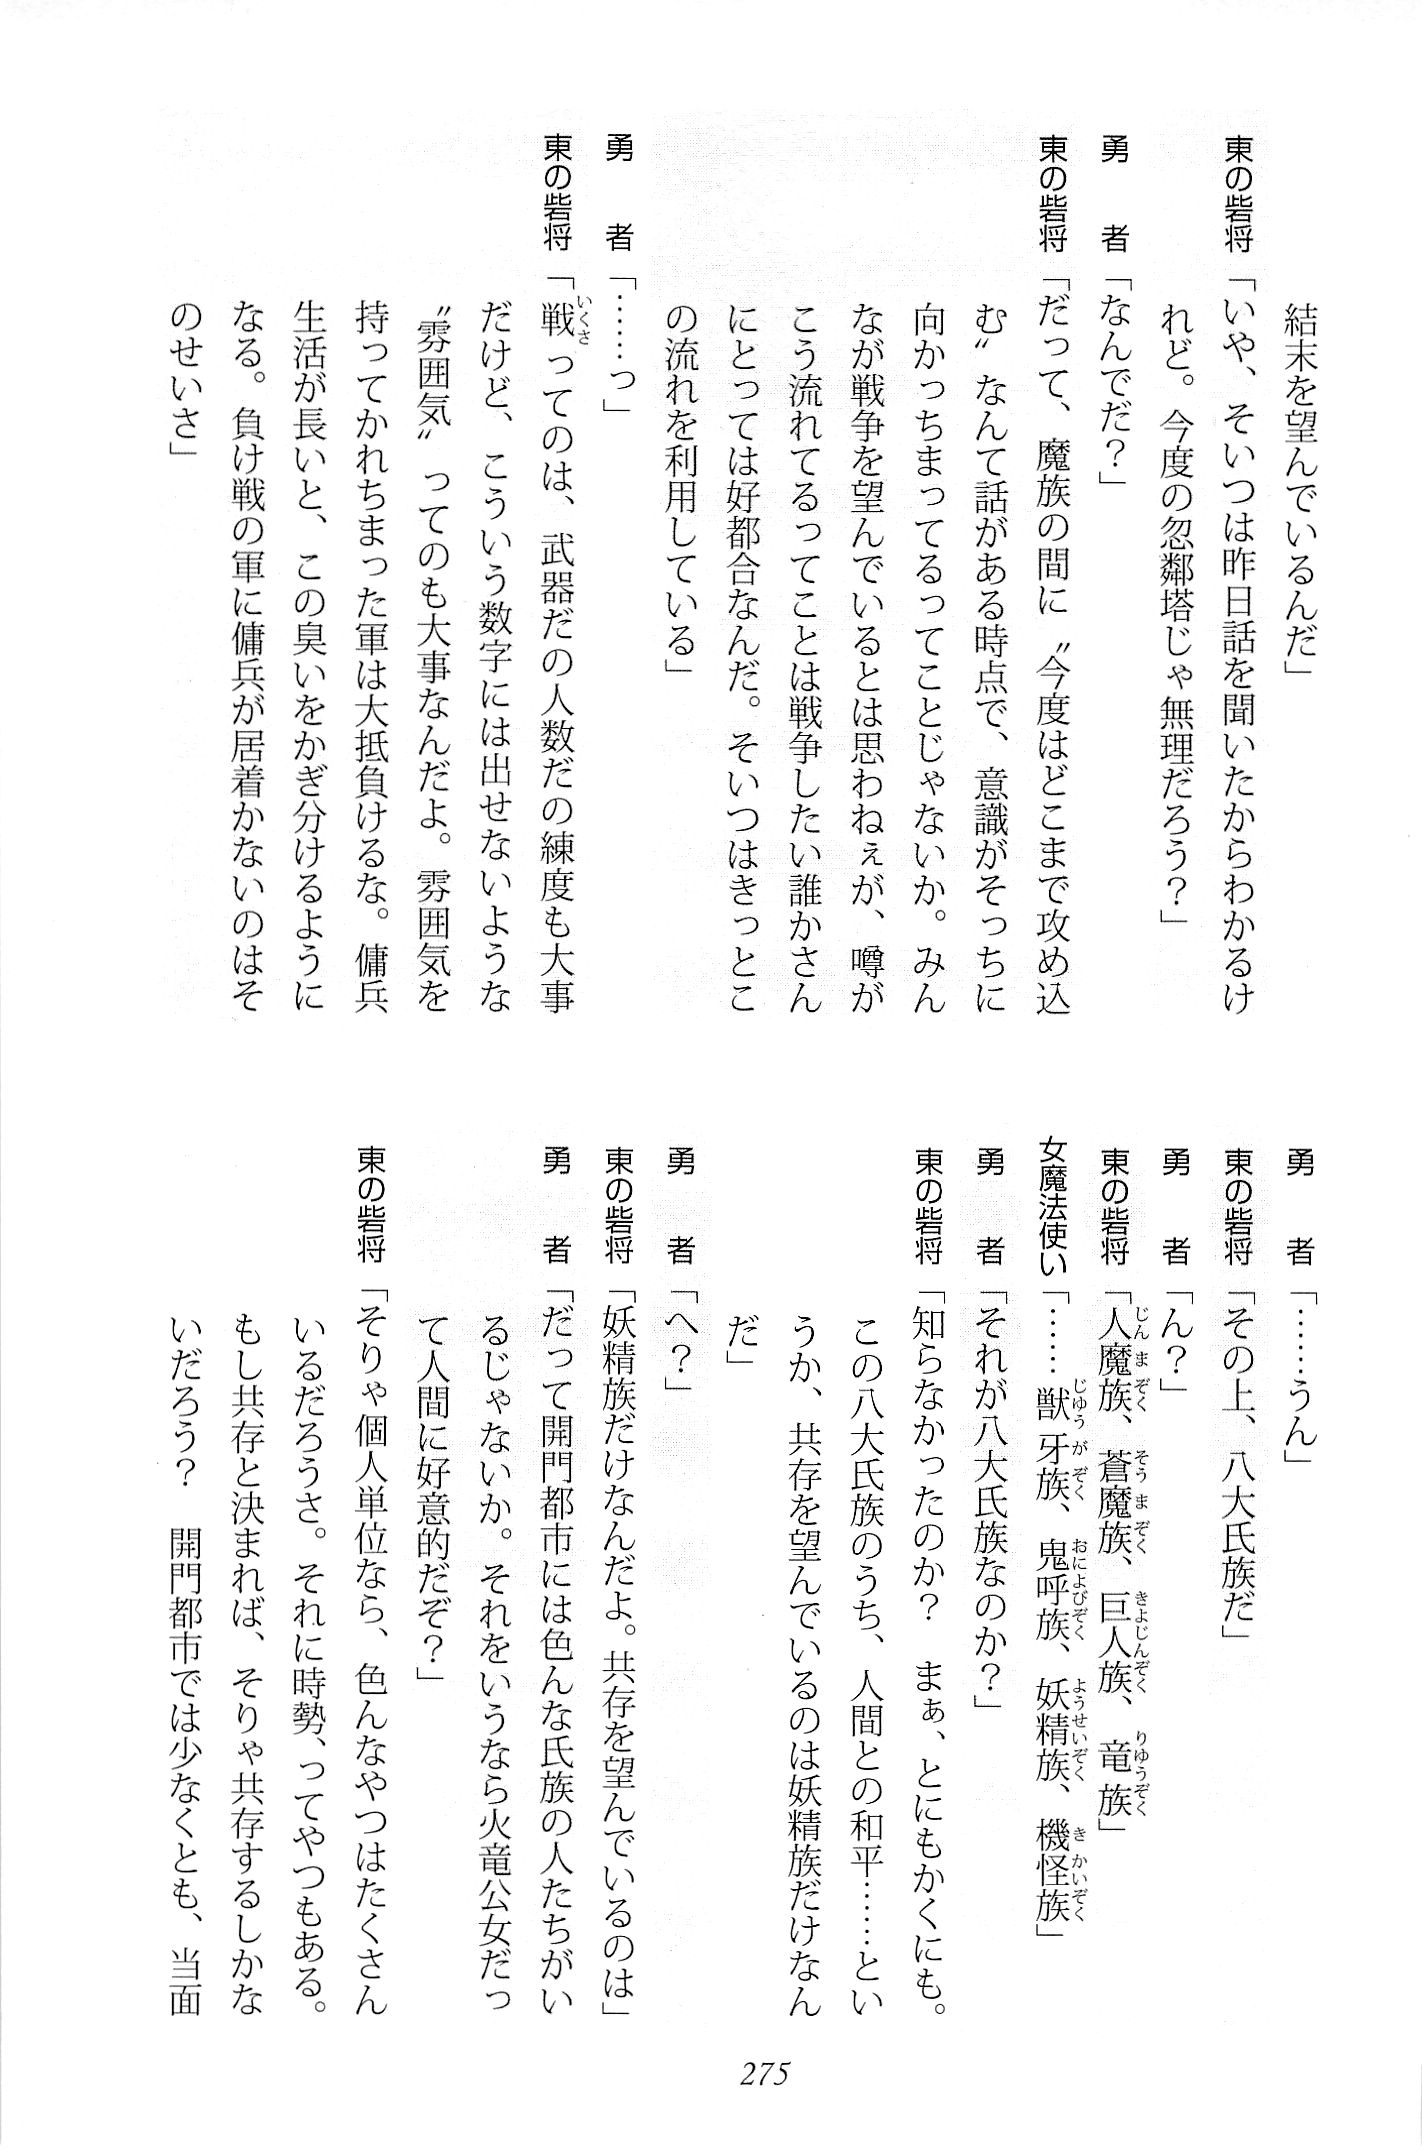 結末を望んでいるんだ」
東の砦将「いや、そいつは昨日話を聞いたからわかるけ
れど。今度の忽鄰塔じゃ無理だろう？」
勇　者「なんでだ？」
東の砦将「だって、魔族の間に〝今度はどこまで攻め込
む〟なんて話がある時点で、意識がそっちに
向かっちまってるってことじゃないか。みん
なが戦争を望んでいるとは思わねぇが、噂が
こう流れてるってことは戦争したい誰かさん
にとっては好都合なんだ。そいつはきっとこ
の流れを利用している」
勇　者「……っ」
東の砦将「戦ってのは、武器だの人数だの練度も大事
だけど、こういう数字には出せないような
〝雰囲気〟ってのも大事なんだよ。雰囲気を
持ってかれちまった軍は大抵負けるな。傭兵
生活が長いと、この臭いをかぎ分けるように
なる。負け戦の軍に傭兵が居着かないのはそ
のせいさ」
勇　者「……うん」
東の砦将「その上、八大氏族だ」
勇　者「ん？」
東の砦将「人魔族、蒼魔族、巨人族、竜族」
女魔法使い「……獣牙族、鬼呼族、妖精族、機怪族」
勇　者「それが八大氏族なのか？」
東の砦将「知らなかったのか？　まぁ、とにもかくにも。
この八大氏族のうち、人間との和平……とい
うか、共存を望んでいるのは妖精族だけなん
だ」
勇　者「へ？」
東の砦将「妖精族だけなんだよ。共存を望んでいるのは」
勇　者「だって開門都市には色んな氏族の人たちがい
るじゃないか。それをいうなら火竜公女だっ
て人間に好意的だぞ？」
東の砦将「そりゃ個人単位なら、色んなやつはたくさん
いるだろうさ。それに時勢、ってやつもある。
もし共存と決まれば、そりゃ共存するしかな
いだろう？　開門都市では少なくとも、当面
275